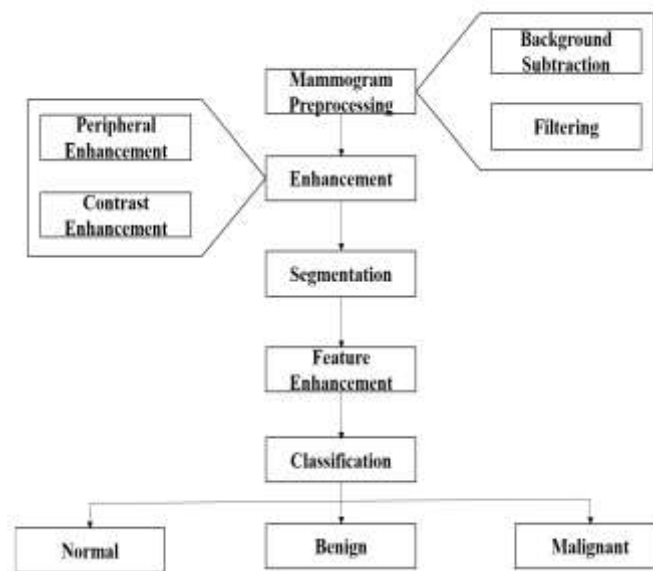 Background
Subtraction
Mammogram
Preprocessing
Filtering
Peripheral
Enhancement
Contrast
Enhancement
Enhancement
Segmentation
Feature
Enhancement
Classification
Normal
Benign
Malignant